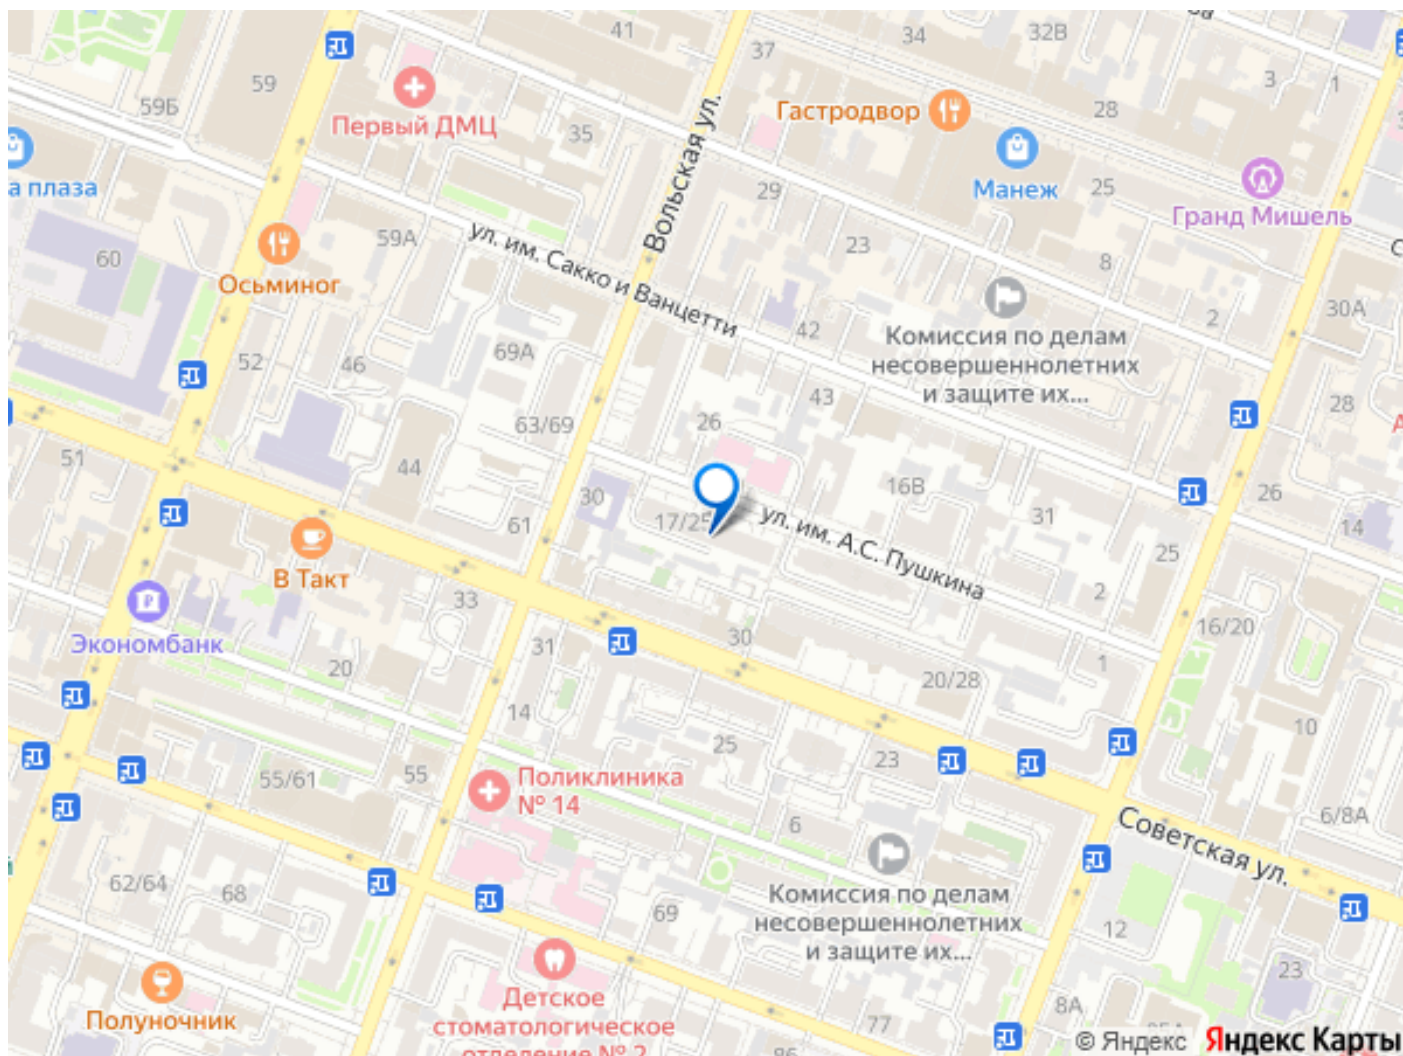 41
37
34
32В
3
1
59
59Б
Первый ДМЦ
35
Вольская ул.
Гастродвор
28
Манеж
25
Гранд Мишель
а плаза
29
60
59А
ул. им. Сакко и Ванцетти
23
8
Осьминог
42
Комиссия по делам
несовершеннолетних
и защите их...
2
30А
52
46
69А
43
28
63/69
26
51
44
30
17/25
16В
31
26
14
61
ул. им. А.С. Пушкина
25
В Такт
33
2
Экономбанк
31
30
16/20
20
1
14
20/28
10
25
23
55/61
55
Поликлиника
№ 14
6
Советская ул.
6/8А
62/64
68
Комиссия по делам
несовершеннолетних
и защите их...
69
12
23
Детское
стоматологическое
отделение № 2
Полуночник
77
8А
86
© Яндекс Яндекс Карты